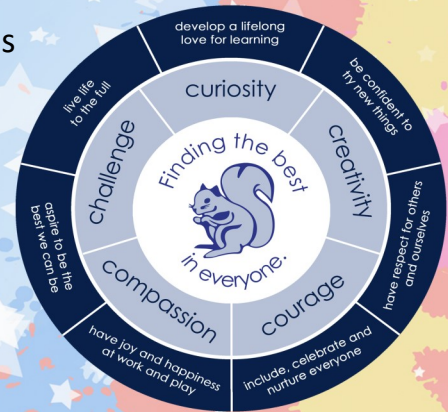 s
develop a lifelong
love for learning
be confident to
try new things
have respect for others
and ourselves
include, celebrate and
nurture everyone
have joy and happiness
at work and play
aspire to be the
best we can be
live life
to the full
curiosity
creativity
courage
compassion
challenge
Finding the best
in everyone.